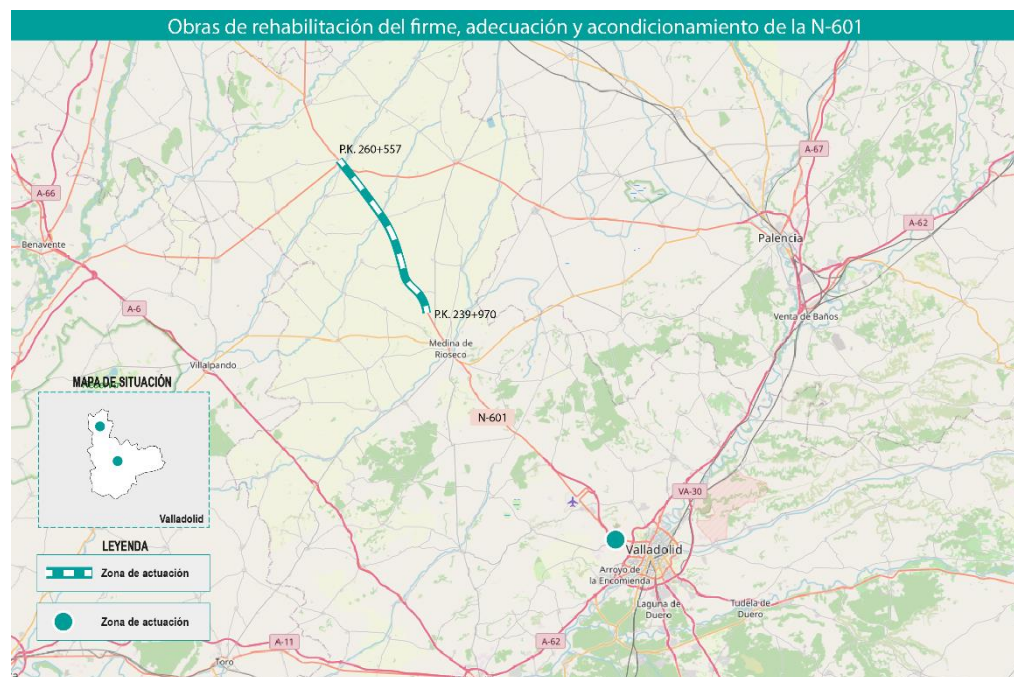 Obras de rehabilitación del firme, adecuación y acondicionamiento de la N-601
P.K. 260+557
A-67
A-66
A-62
Benavente
Palencia
A-6
P.K. 239+970
Venta de Baños
Medina de
Rioseco
Villalpando
MAPA DE SITUACIÓN
N-601
VA-30
Valladolid
LEYENDA
Valladolid
Zona de actuación
Arroyo de
la Encomienda
Laguna de
Duero
Tudela de
Duero
Zona de actuación
A-11
A-62
Toro